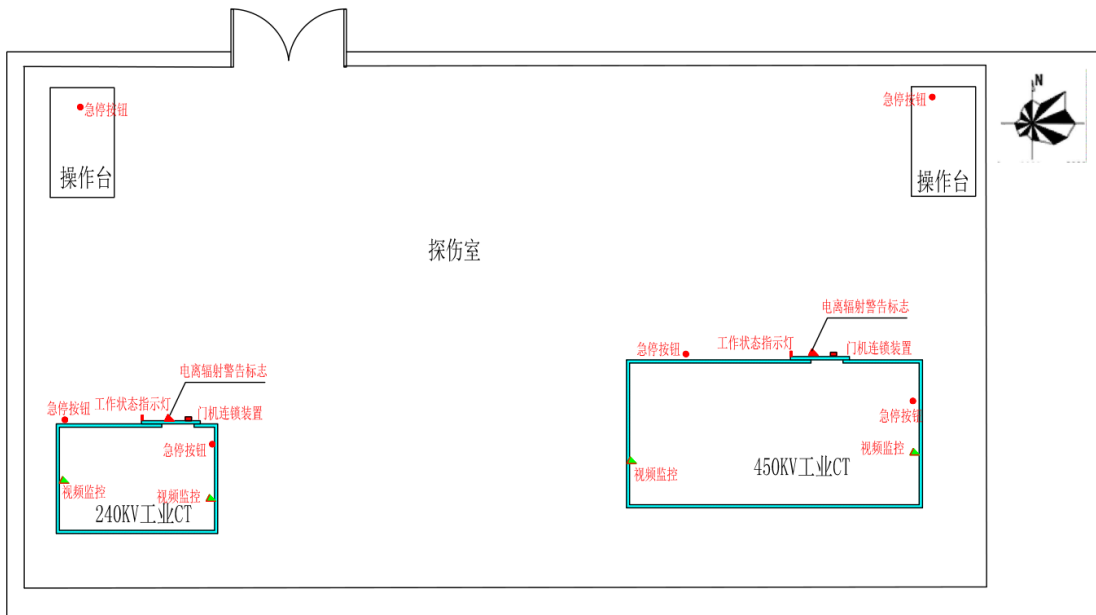 N
急停按钮
操作台
急停按钮
操作台
探伤室
电离辐射警告标志
急停按钮
工作状态指示灯
门机连锁装置
电离辐射警告标志
急停按钮
工作状态指示灯
门机连锁装置
急停按钮
急停按钮
视频监控
视频监控
240KV工业CT
视频监控
视频监控
450KV工业CT